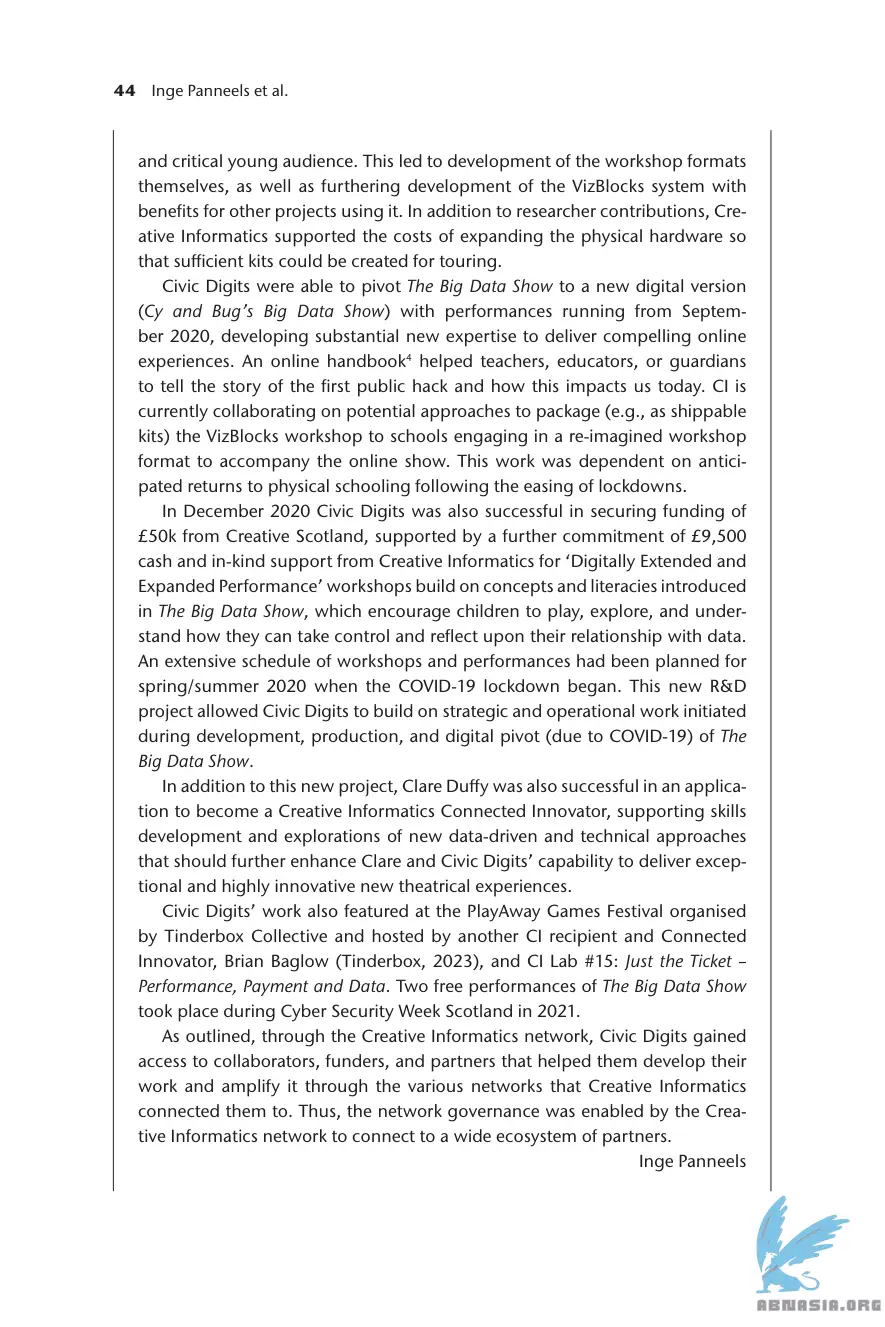 44 Inge Panneels et al.
and critical young audience. This led to development of the workshop formats
themselves, as well as furthering development of the VizBlocks system with
benefits for other projects using it. In addition to researcher contributions, Cre-
ative Informatics supported the costs of expanding the physical hardware so
that sufficient kits could be created for touring.
Civic Digits were able to pivot The Big Data Show to a new digital version
(Cy and Bug’s Big Data Show) with performances running from Septem-
ber 2020, developing substantial new expertise to deliver compelling online
experiences. An online handbook⁴ helped teachers, educators, or guardians
to tell the story of the first public hack and how this impacts us today. CI is
currently collaborating on potential approaches to package (e.g., as shippable
kits) the VizBlocks workshop to schools engaging in a re-imagined workshop
format to accompany the online show. This work was dependent on antici-
pated returns to physical schooling following the easing of lockdowns.
In December 2020 Civic Digits was also successful in securing funding of
£50k from Creative Scotland, supported by a further commitment of £9,500
cash and in-kind support from Creative Informatics for ‘Digitally Extended and
Expanded Performance’ workshops build on concepts and literacies introduced
in The Big Data Show, which encourage children to play, explore, and under-
stand how they can take control and reflect upon their relationship with data.
An extensive schedule of workshops and performances had been planned for
spring/summer 2020 when the COVID-19 lockdown began. This new R&D
project allowed Civic Digits to build on strategic and operational work initiated
during development, production, and digital pivot (due to COVID-19) of The
Big Data Show.
In addition to this new project, Clare Duffy was also successful in an applica-
tion to become a Creative Informatics Connected Innovator, supporting skills
development and explorations of new data-driven and technical approaches
that should further enhance Clare and Civic Digits’ capability to deliver excep-
tional and highly innovative new theatrical experiences.
Civic Digits’ work also featured at the PlayAway Games Festival organised
by Tinderbox Collective and hosted by another CI recipient and Connected
Innovator, Brian Baglow (Tinderbox, 2023), and CI Lab #15: Just the Ticket –
Performance, Payment and Data. Two free performances of The Big Data Show
took place during Cyber Security Week Scotland in 2021.
As outlined, through the Creative Informatics network, Civic Digits gained
access to collaborators, funders, and partners that helped them develop their
work and amplify it through the various networks that Creative Informatics
connected them to. Thus, the network governance was enabled by the Crea-
tive Informatics network to connect to a wide ecosystem of partners.
Inge Panneels
ABNASIA.ORG